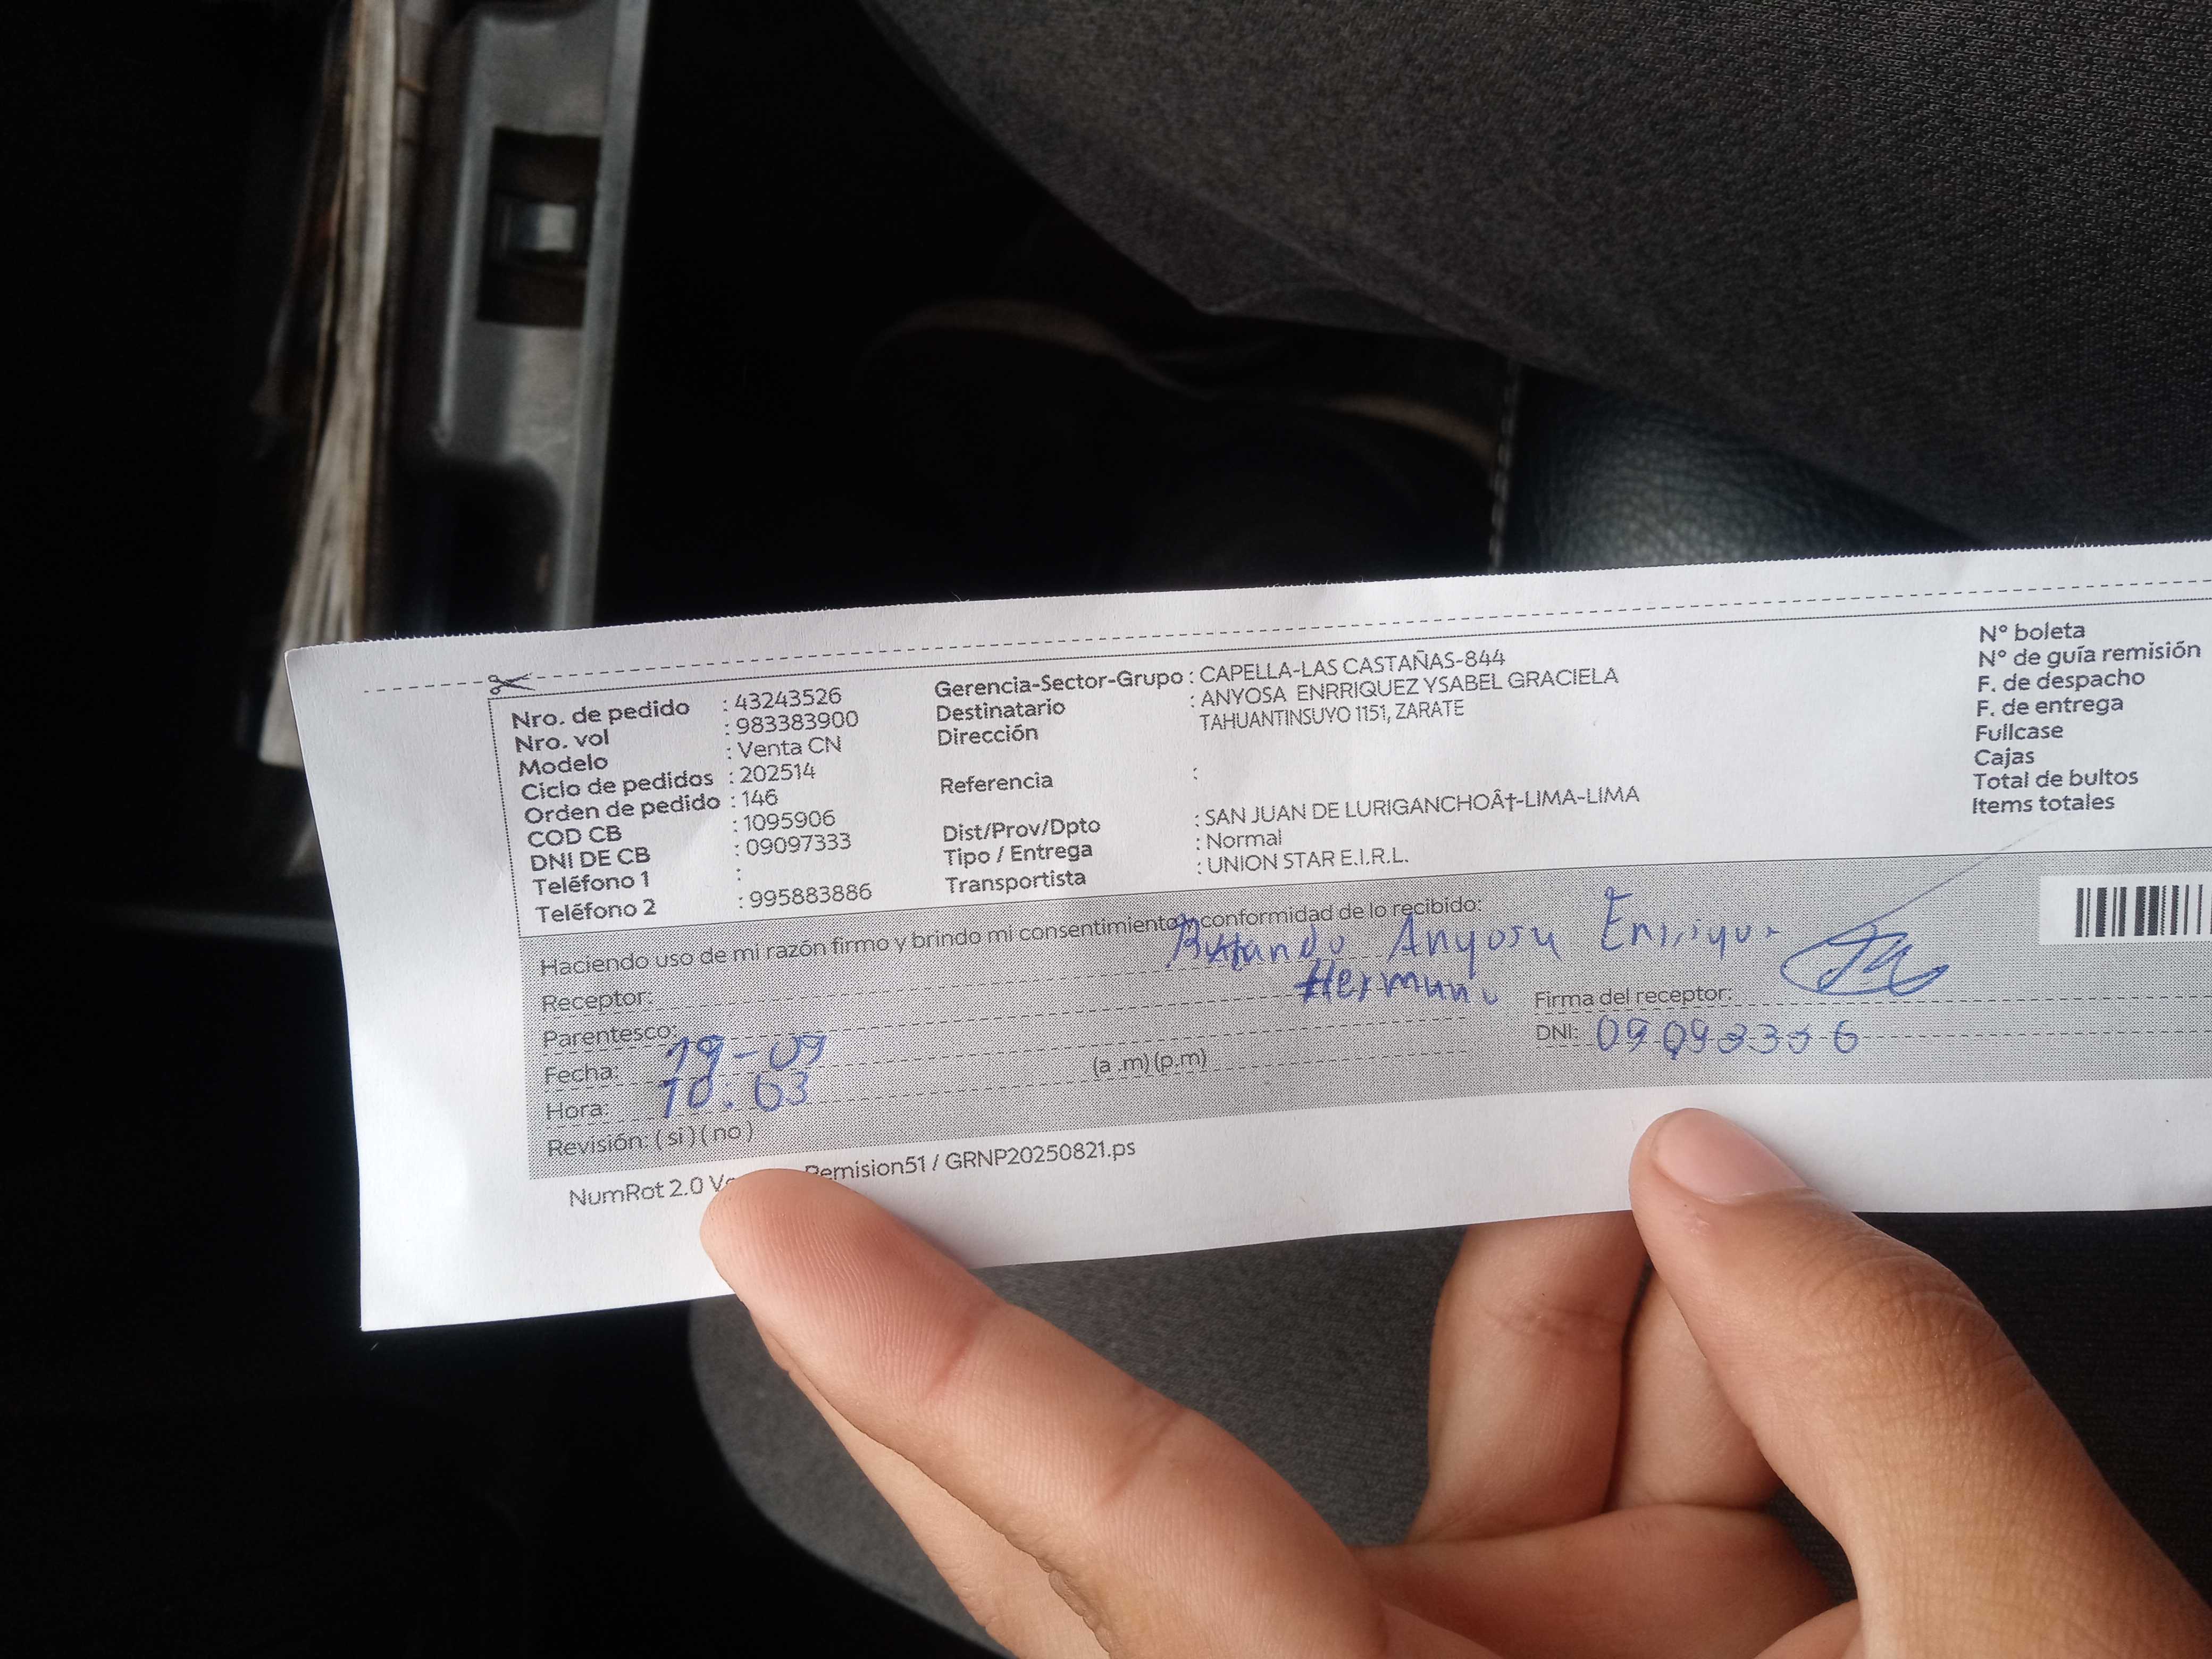 Nro. de pedido : 43243526
Nro. vol : 983383900
Modelo : Venta CN
Ciclo de pedidos : 202514
Orden de pedido : 146
COD CB : 1095906
DNI DE CB : 09097333
Teléfono 1 :
Teléfono 2 : 995883886
Gerencia-Sector-Grupo : CAPELLA-LAS CASTAÑAS-844
Destinatario : ANYOSA ENRRIQUEZ YSABEL GRACIELA
Dirección TAHUANTINSUYO 1151, ZARATE
Referencia :
Dist/Prov/Dpto : SAN JUAN DE LURIGANCHOÂ†-LIMA-LIMA
Tipo / Entrega : Normal
Transportista : UNION STAR E.I.R.L.
N° boleta
N° de guía remisión
F. de despacho
F. de entrega
Fullcase
Cajas
Total de bultos
Items totales
Haciendo uso de mi razón firmo y brindo mi consentimiento y conformidad de lo recibido:
Receptor: Anyosa
Parentesco: Hermano
Fecha: 19-09
Hora: 10:03 (a .m) (p.m)
Revisión: ( si ) ( no )
Firma del receptor:
DNI:
NumRot 2.0 Remision51 / GRNP20250821.ps